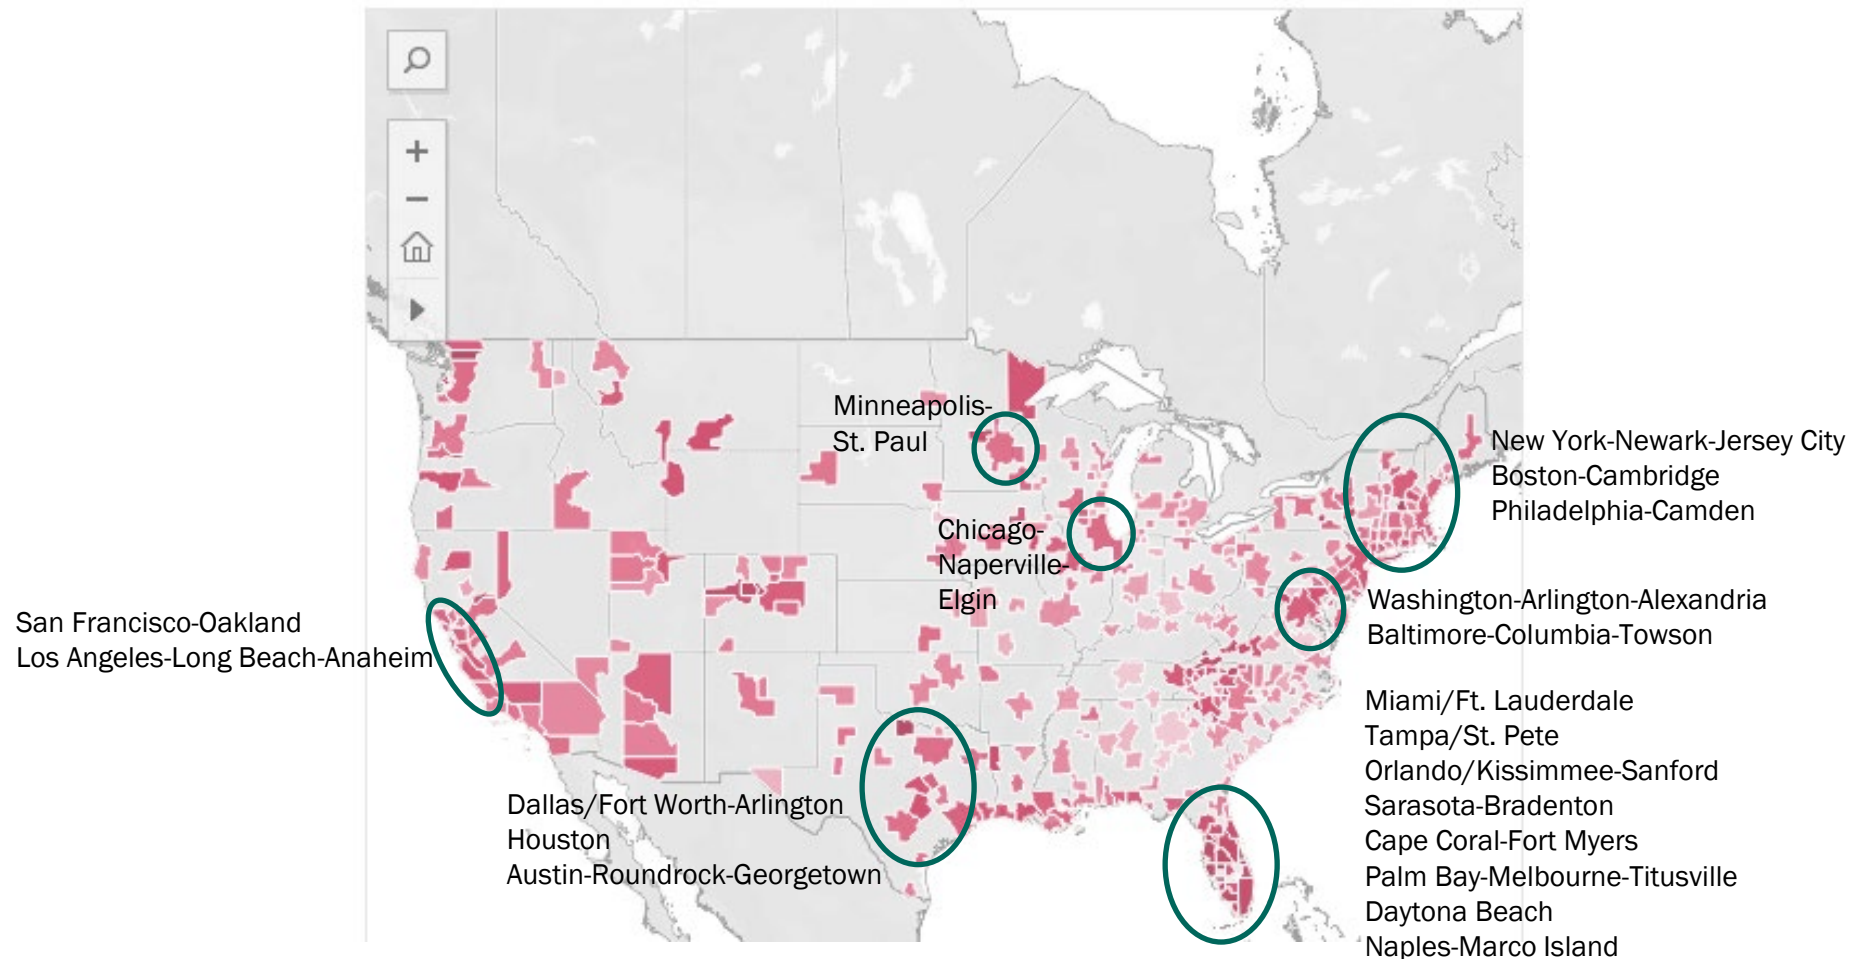 Minneapolis-
St. Paul
New York-Newark-Jersey City
Boston-Cambridge
Philadelphia-Camden
Chicago-
Naperville-
Elgin
San Francisco-Oakland
Los Angeles-Long Beach-Anaheim
Washington-Arlington-Alexandria
Baltimore-Columbia-Towson
Dallas/Fort Worth-Arlington
Houston
Austin-Roundrock-Georgetown
Miami/Ft. Lauderdale
Tampa/St. Pete
Orlando/Kissimmee-Sanford
Sarasota-Bradenton
Cape Coral-Fort Myers
Palm Bay-Melbourne-Titusville
Daytona Beach
Naples-Marco Island